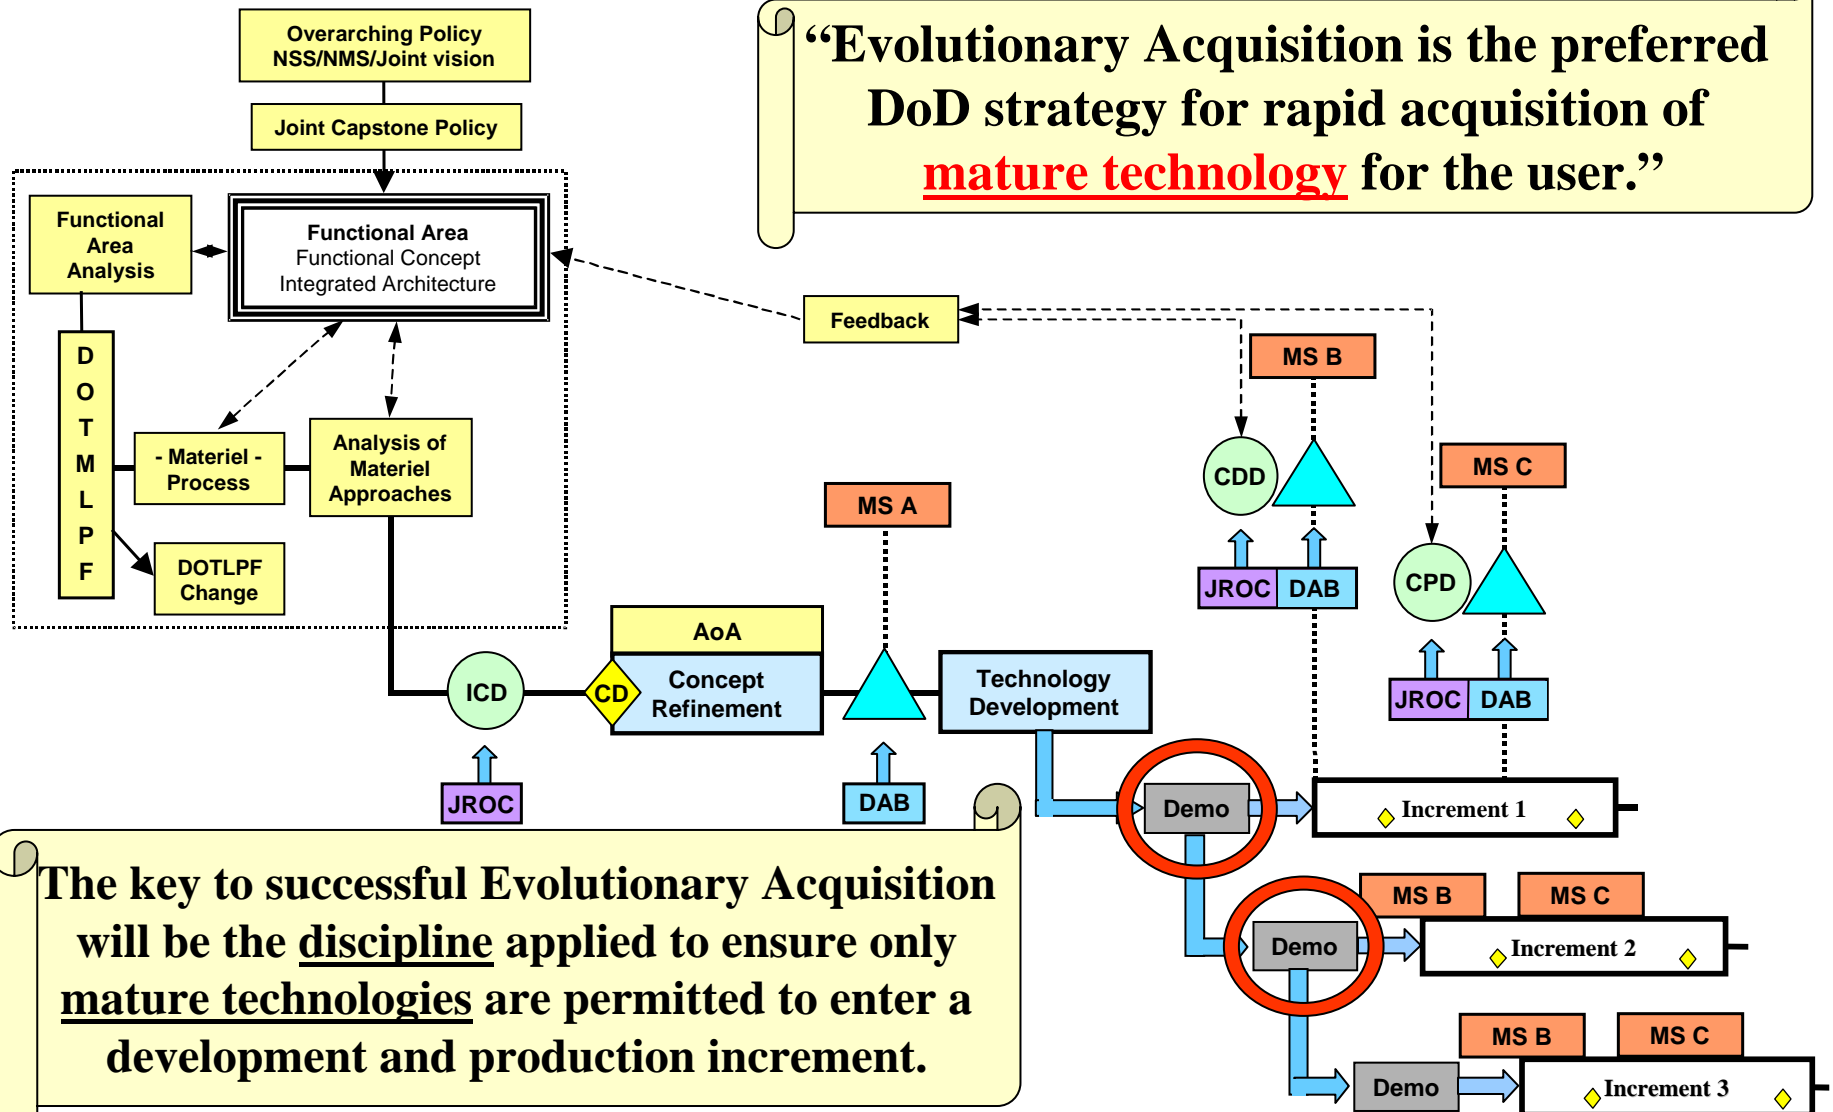 Overarching Policy
NSS/NMS/Joint vision
Joint Capstone Policy
“Evolutionary Acquisition is the preferred
DoD strategy for rapid acquisition of
mature technology for the user.”
Functional
Area
Analysis
Functional Area
Functional Concept
Integrated Architecture
Feedback
D
O
T
M
L
P
F
- Materiel -
Process
Analysis of
Materiel
Approaches
DOTLPF
Change
MS A
MS B
CDD
JROC DAB
MS C
CPD
JROC DAB
ICD
CD
AoA
Concept
Refinement
Technology
Development
JROC
DAB
Demo
Increment 1
MS B
MS C
Demo
Increment 2
MS B
MS C
Demo
Increment 3
The key to successful Evolutionary Acquisition
will be the discipline applied to ensure only
mature technologies are permitted to enter a
development and production increment.